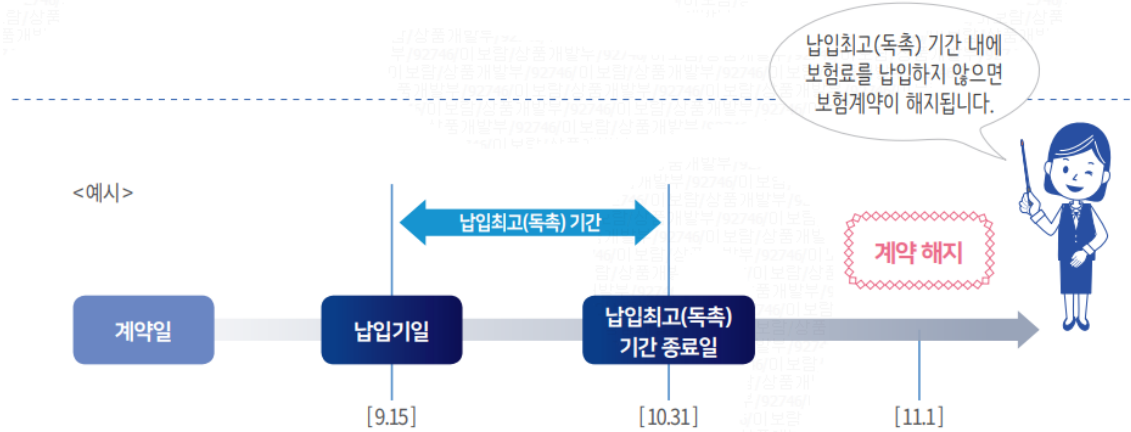 납입최고(독촉) 기간 내에
보험료를 납입하지 않으면
보험계약이 해지됩니다.
<예시>
납입최고(독촉) 기간
계약 해지
계약일
납입기일
납입최고(독촉)
기간 종료일
[9.15]
[10.31]
[11.1]